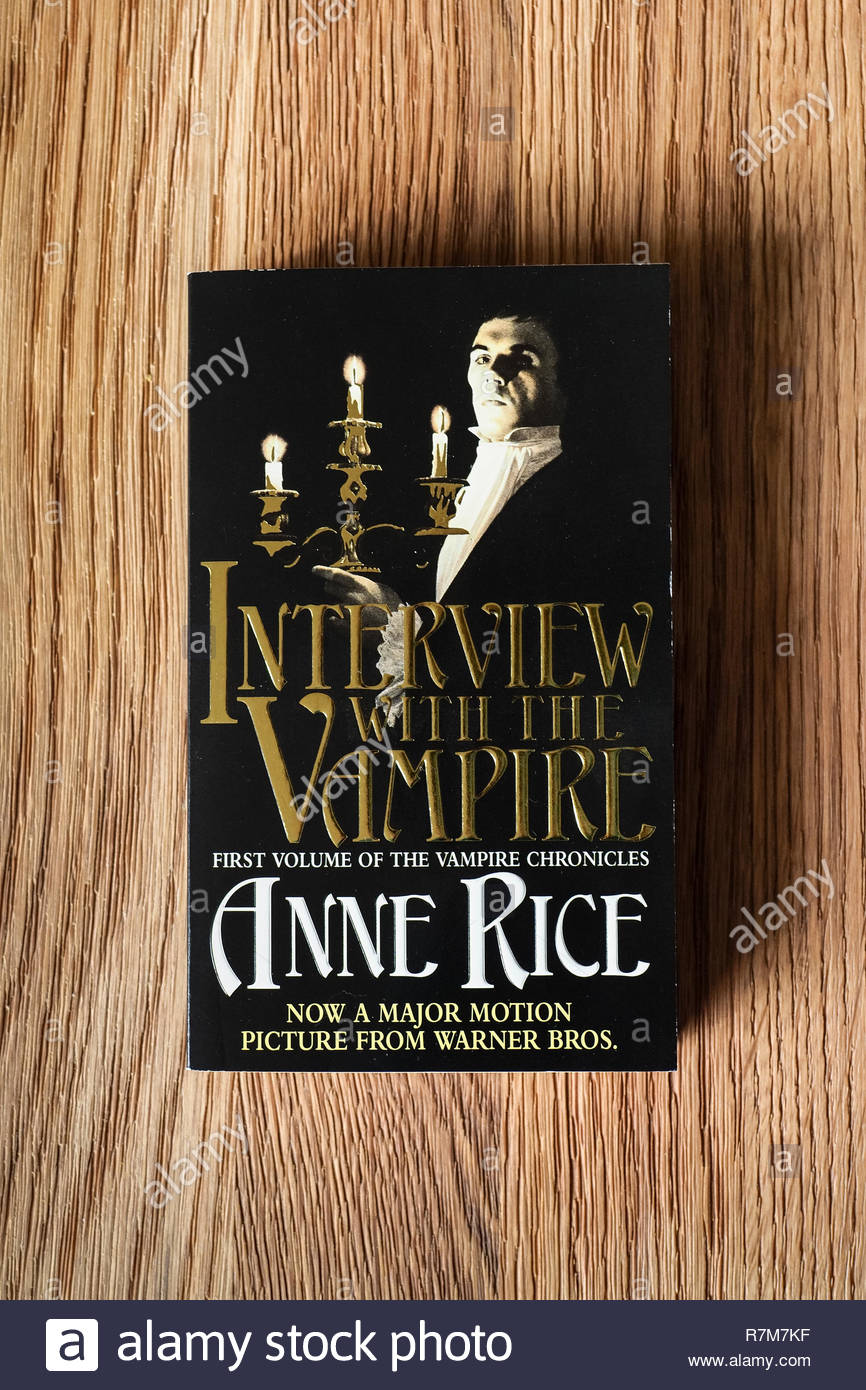 INTERVIEW
WITH THE
VAMPIRE
FIRST VOLUME OF THE VAMPIRE CHRONICLES
ANNE RICE
NOW A MAJOR MOTION
PICTURE FROM WARNER BROS.
a alamy stock photo
R7M7KF
www.alamy.com